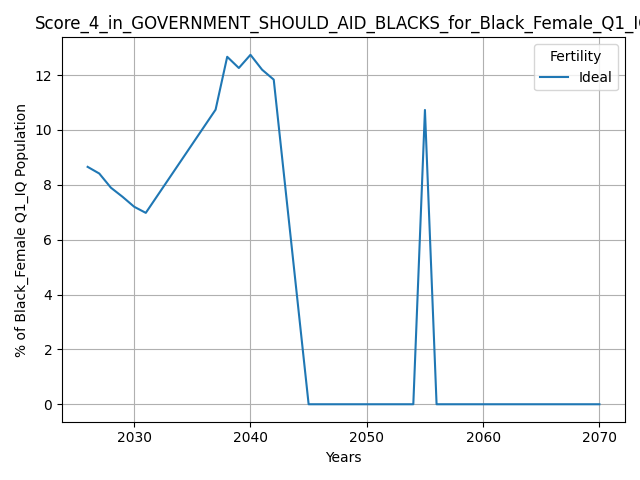 Score_4_in_GOVERNMENT_SHOULD_AID_BLACKS_for_Black_Female_Q1_I
Fertility
Ideal
% of Black_Female Q1_IQ Population
12
10
8
6
4
2
0
2030 2040 2050 2060 2070
Years